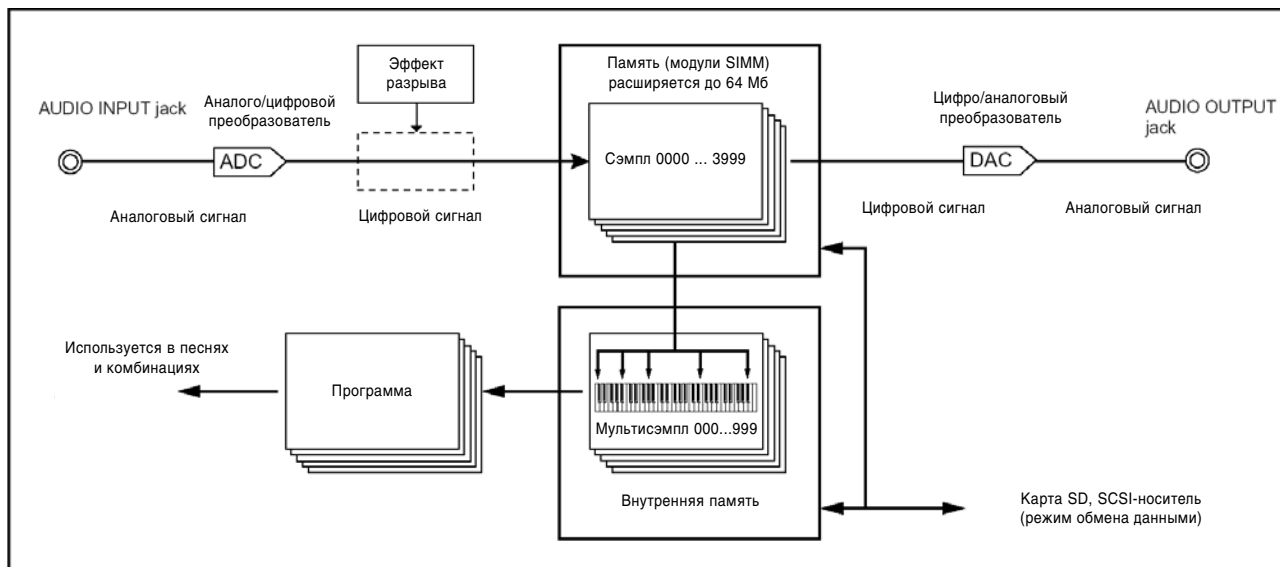 Эффект
разрыва
Память (модули SIMM)
расширяется до 64 Мб
AUDIO INPUT jack
Аналого/цифровой
преобразователь
Цифро/аналоговый
преобразователь
AUDIO OUTPUT
jack
ADC
Сэмпл 0000 ... 3999
DAC
Аналоговый сигнал
Цифровой сигнал
Цифровой сигнал
Аналоговый сигнал
Используется в песнях
и комбинациях
Программа
Мультисэмпл 000...999
Внутренняя память
Карта SD, SCSI-носитель
(режим обмена данными)